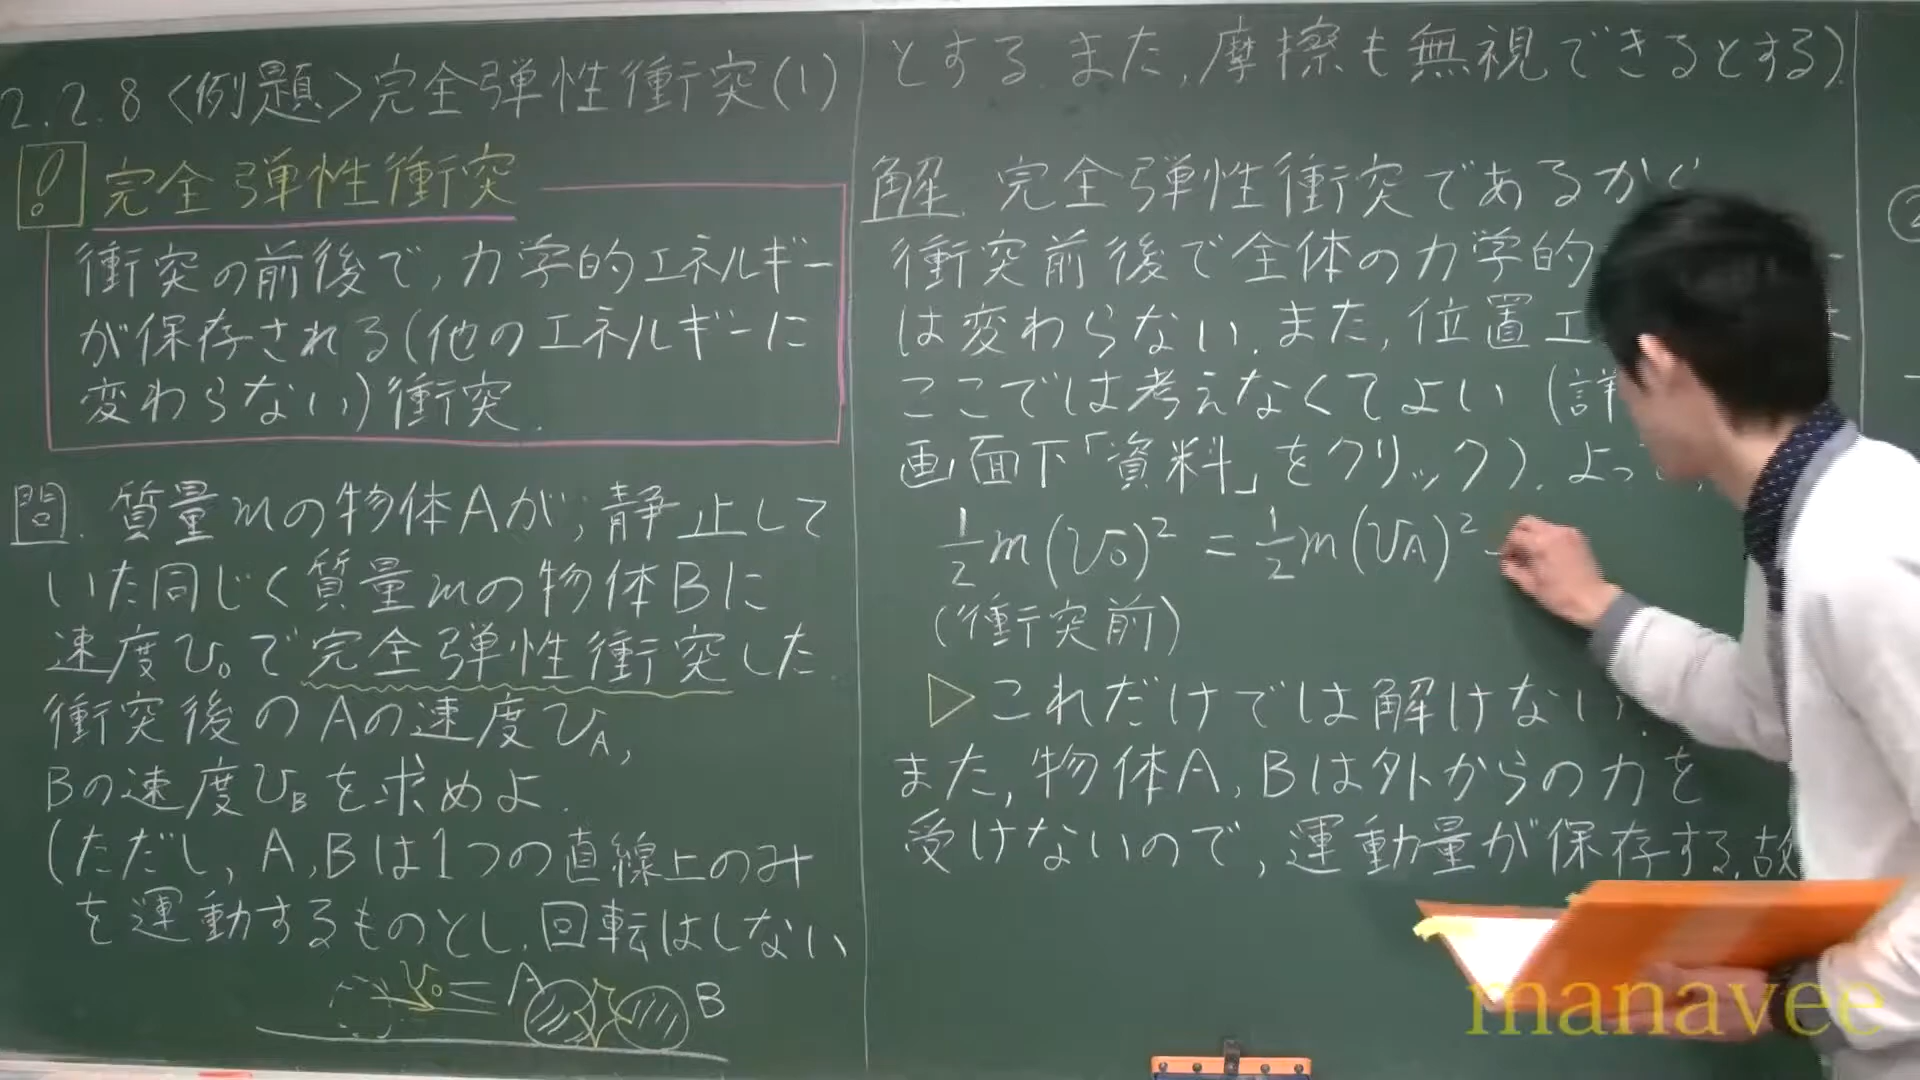 2.2.8〈例題〉完全弾性衝突(1)
! 完全弾性衝突
衝突の前後で,力学的エネルギー
が保存される(他のエネルギーに
変わらない)衝突.
問. 質量mの物体Aが,静止して
いた同じく質量mの物体Bに
速度v₀で完全弾性衝突した.
衝突後のAの速度v_A,
Bの速度v_Bを求めよ.
(ただし, A,Bは1つの直線上のみ
を運動するものとし,回転はしない
v₀ A B
とする.また,摩擦も無視できるとする).
解. 完全弾性衝突であるから
衝突前後で全体の力学的
は変わらない.また,位置エ
ここでは考えなくてよい(詳
画面下「資料」をクリック).よって,
1/2 m(v₀)² = 1/2 m(v_A)²
(衝突前)
▷これだけでは解けない.
また,物体A,Bは外からの力を
受けないので,運動量が保存する.故
②
manavee